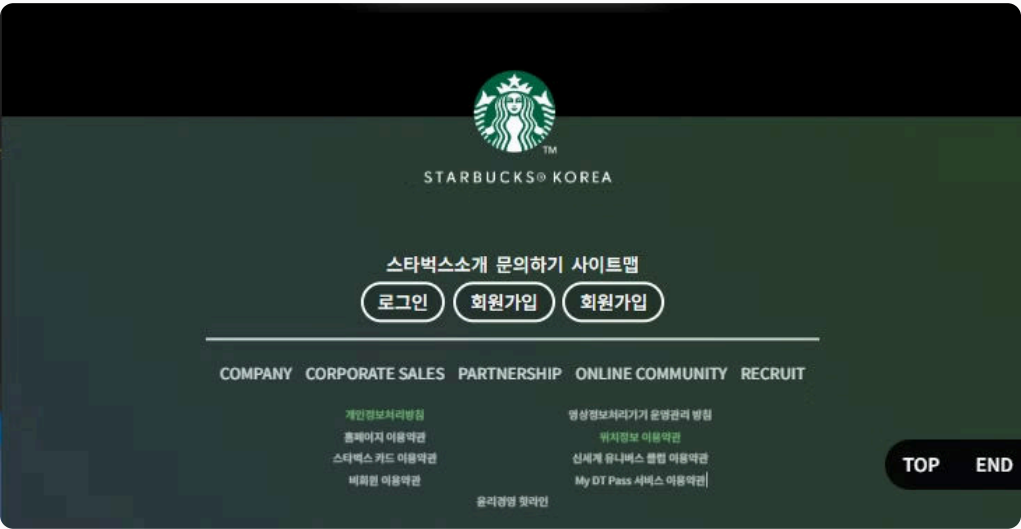 TM
STARBUCKS® KOREA
스타벅스소개 문의하기 사이트맵
로그인 회원가입 회원가입
COMPANY CORPORATE SALES PARTNERSHIP ONLINE COMMUNITY RECRUIT
개인정보처리방침 영상정보처리기기 운영관리 방침
홈페이지 이용약관 위치정보 이용약관
스타벅스 카드 이용약관 신세계 유니버스 클럽 이용약관
비회원 이용약관 My DT Pass 서비스 이용약관
윤리경영 핫라인
TOP END